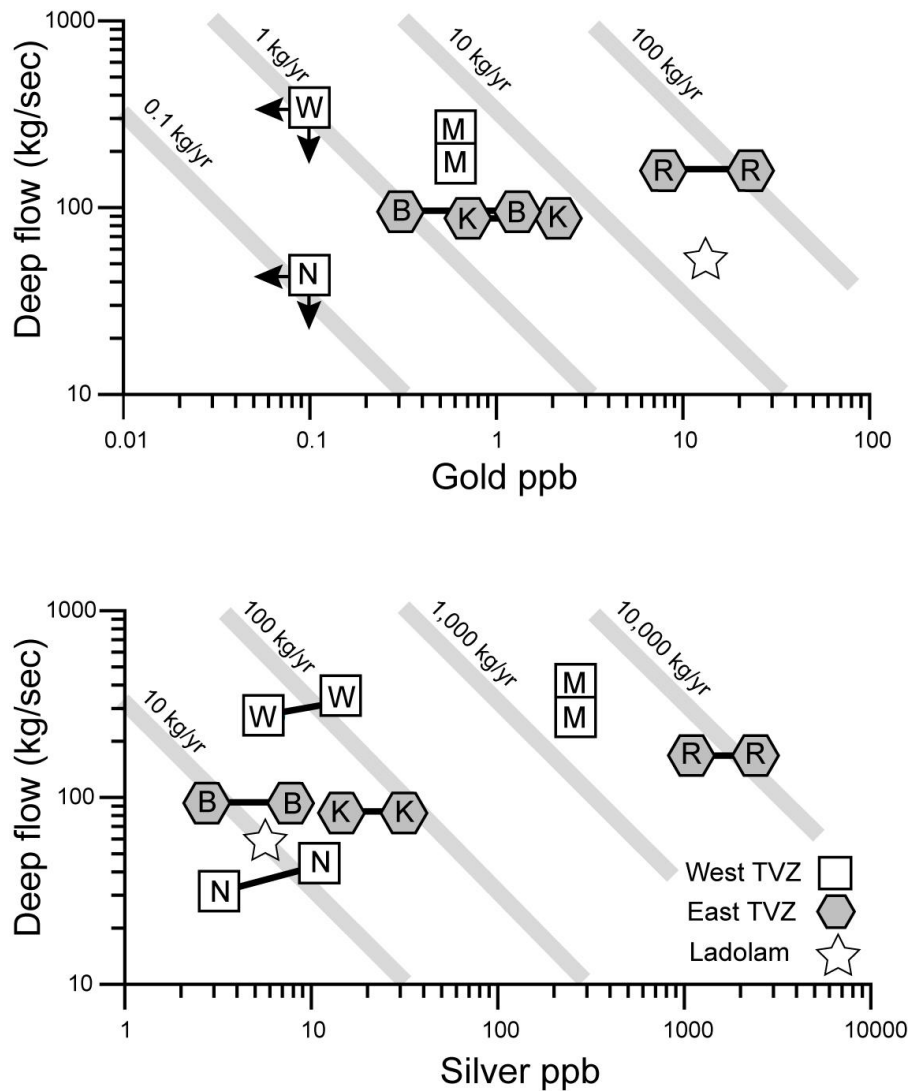 1000
1 kg/yr
10 kg/yr
100 kg/yr
0.1 kg/yr
W
M
M
R R
B K B K
100
N
10
0.01 0.1 1 10 100
Deep flow (kg/sec)
Gold ppb
1000
100 kg/yr
1,000 kg/yr
10,000 kg/yr
10 kg/yr
W W
M
M
R R
B B K K
100
N N
10
1 10 100 1000 10000
Deep flow (kg/sec)
Silver ppb
West TVZ
East TVZ
Ladolam